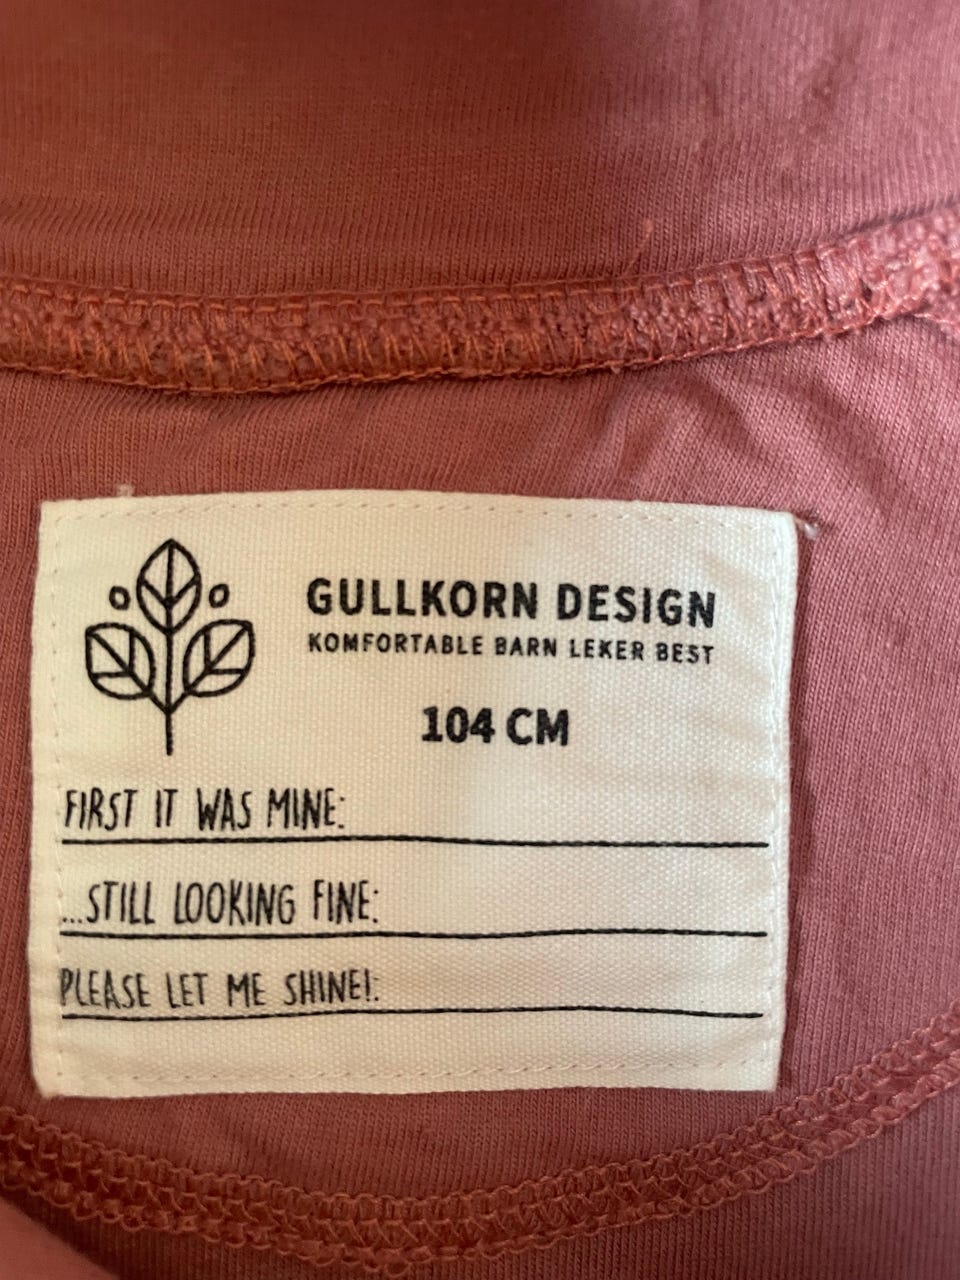 GULLKORN DESIGN
KOMFORTABLE BARN LEKER BEST
104 CM
FIRST IT WAS MINE:
...STILL LOOKING FINE:
PLEASE LET ME SHINE!: